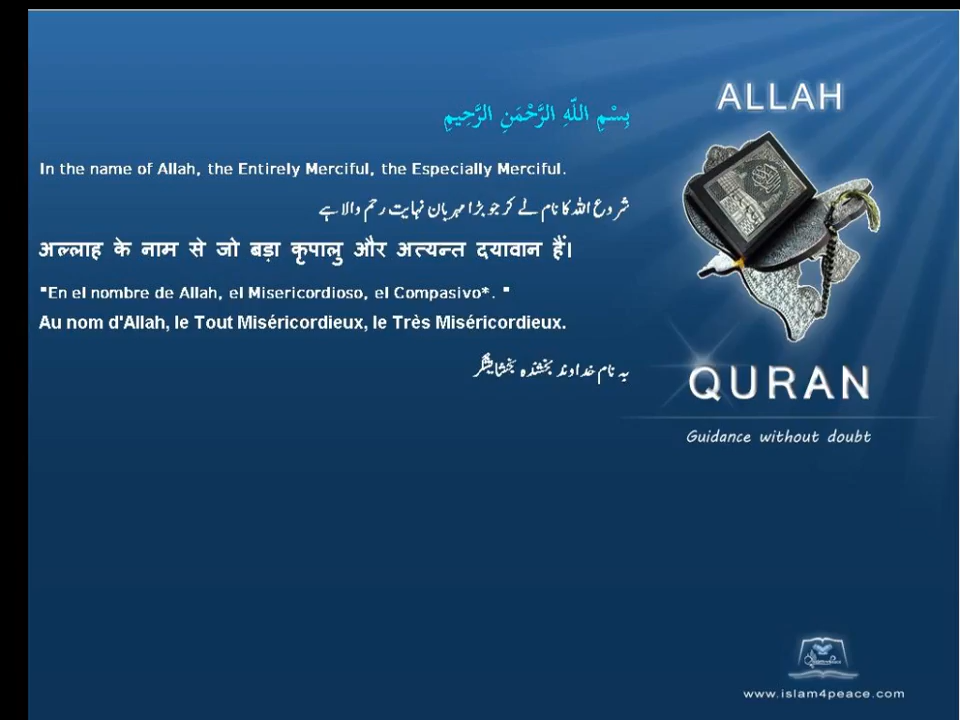 بِسْمِ اللَّهِ الرَّحْمَنِ الرَّحِيمِ
In the name of Allah, the Entirely Merciful, the Especially Merciful.
شروع الله کا نام لے کر جو بڑا مہربان نہایت رحم والا ہے
अल्लाह के नाम से जो बड़ा कृपालु और अत्यन्त दयावान हैं।
"En el nombre de Allah, el Misericordioso, el Compasivo*. "
Au nom d'Allah, le Tout Miséricordieux, le Très Miséricordieux.
به نام خداوند بخشنده بخشایشگر
ALLAH
QURAN
Guidance without doubt
www.islam4peace.com